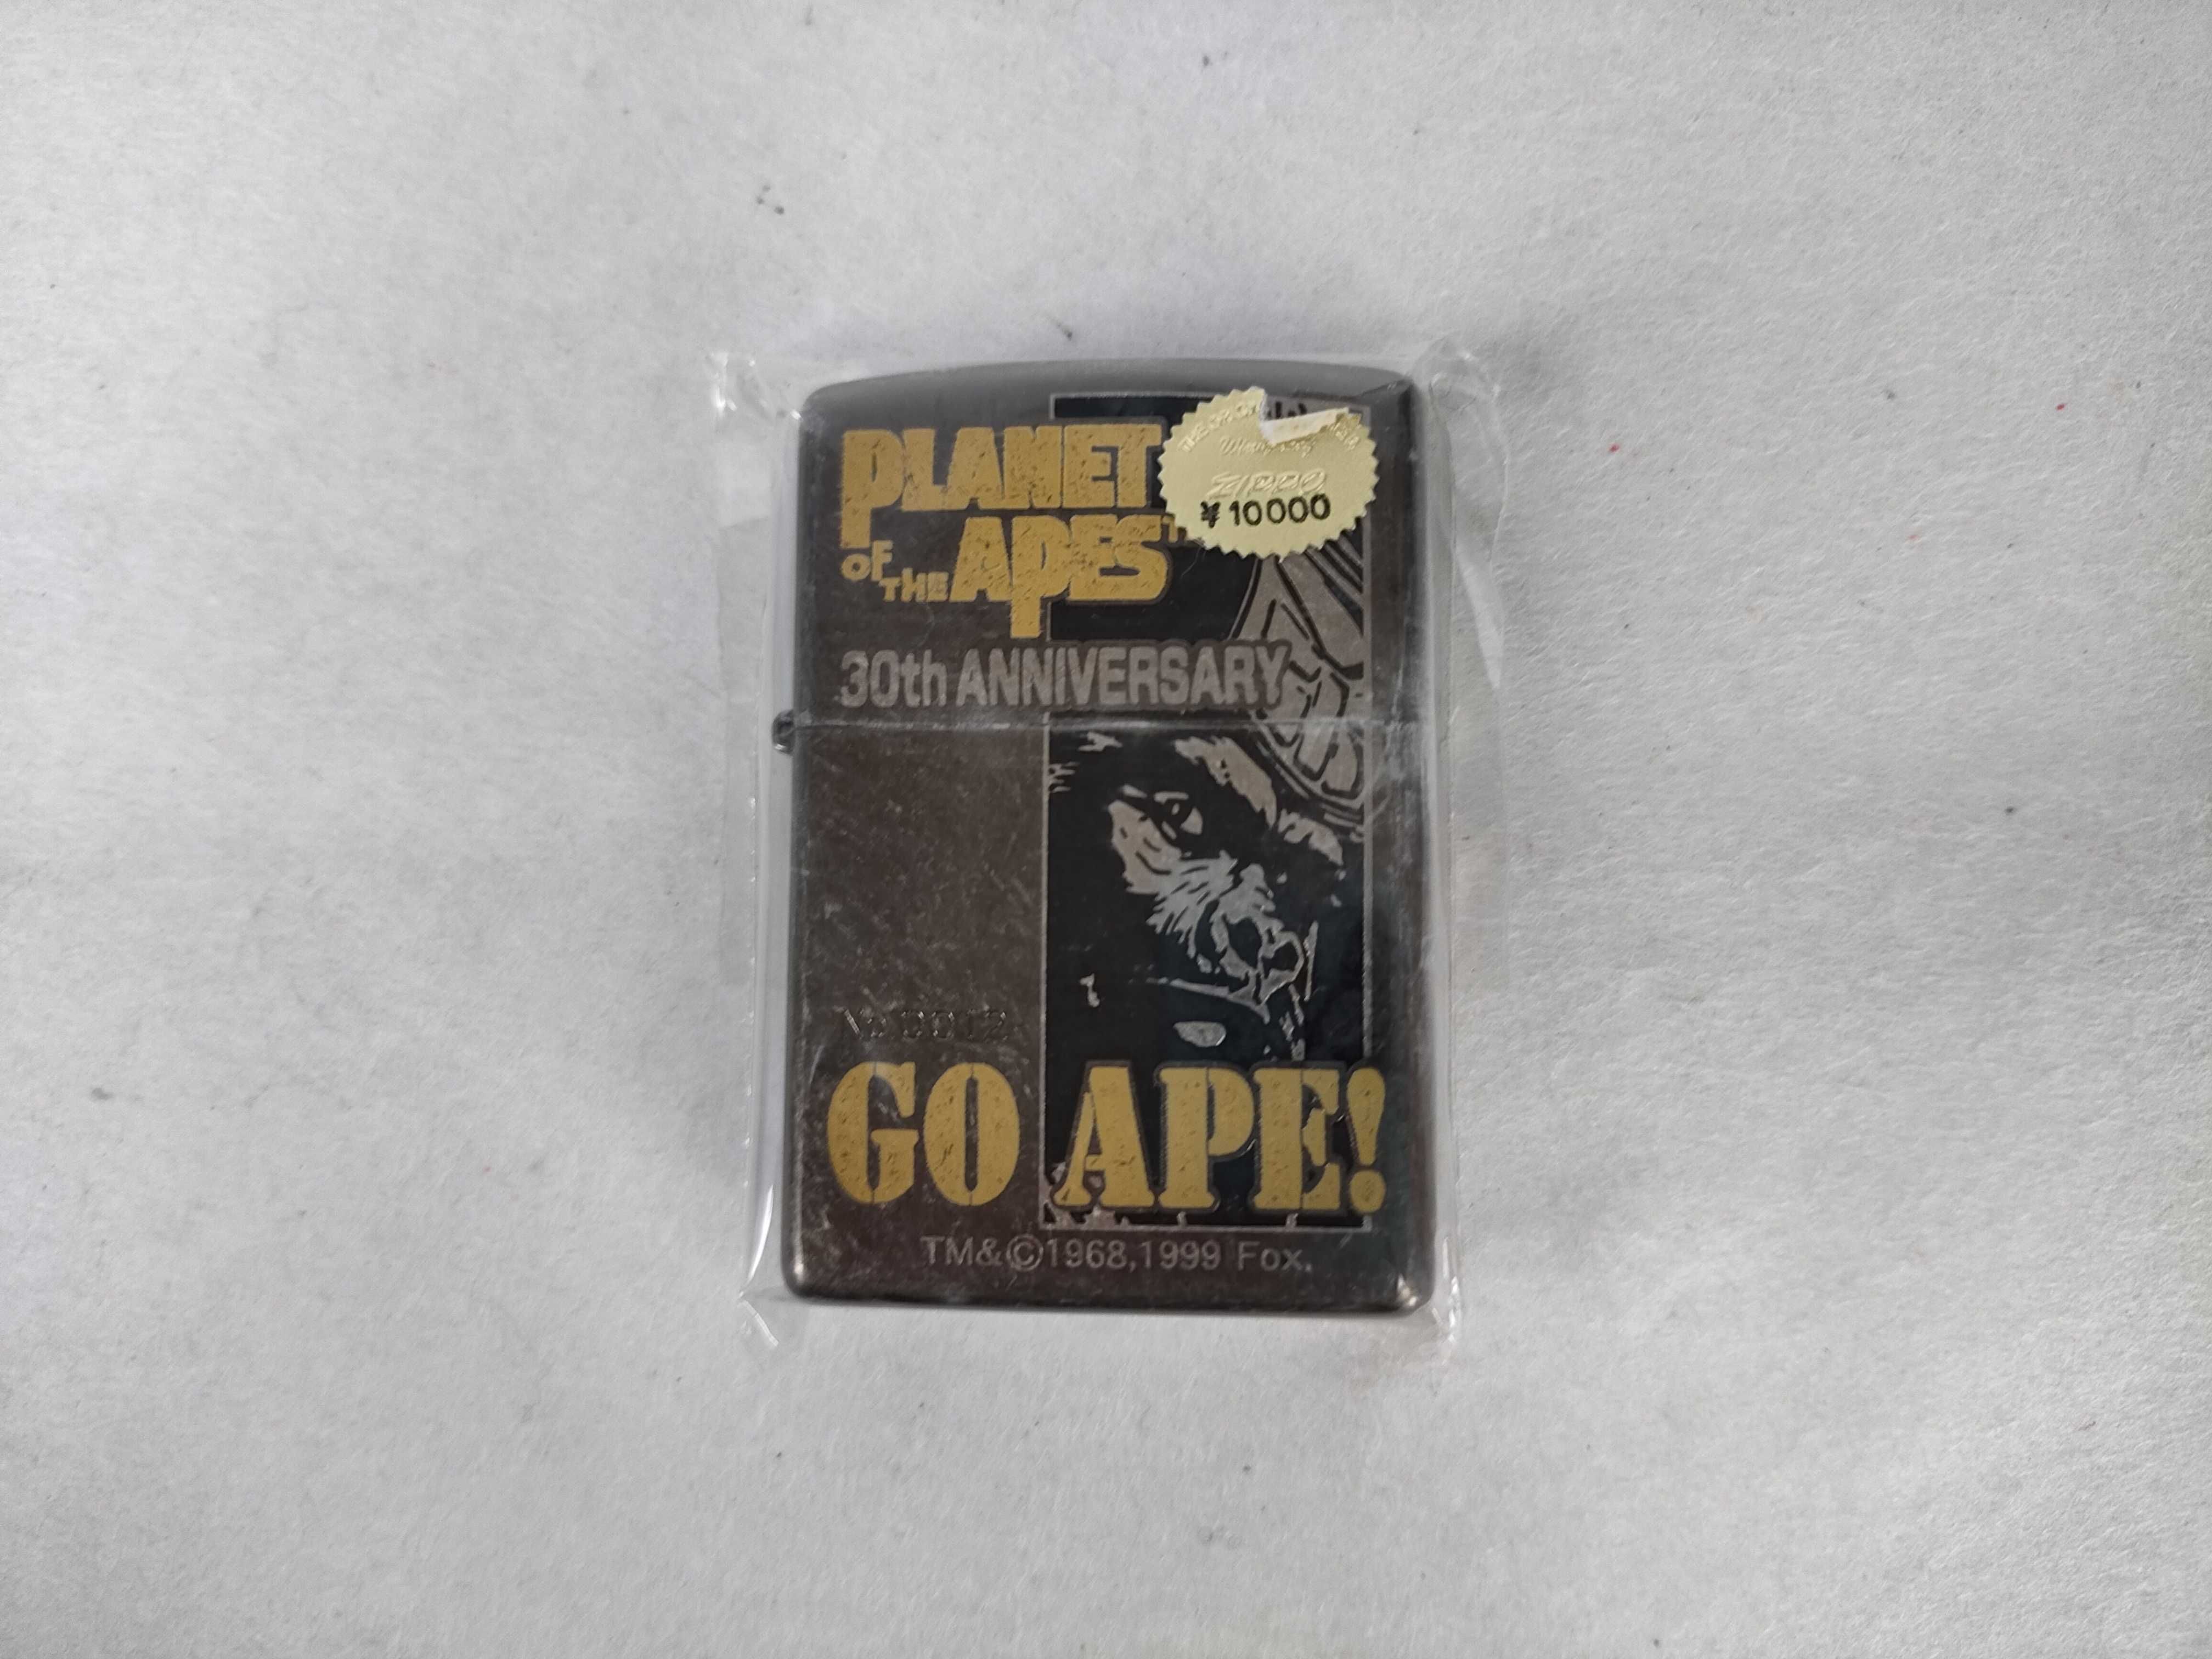 PLANET
OF THE APES
ZIPPO
¥10000
30th ANNIVERSARY
GO APE!
TM&©1968,1999 Fox.